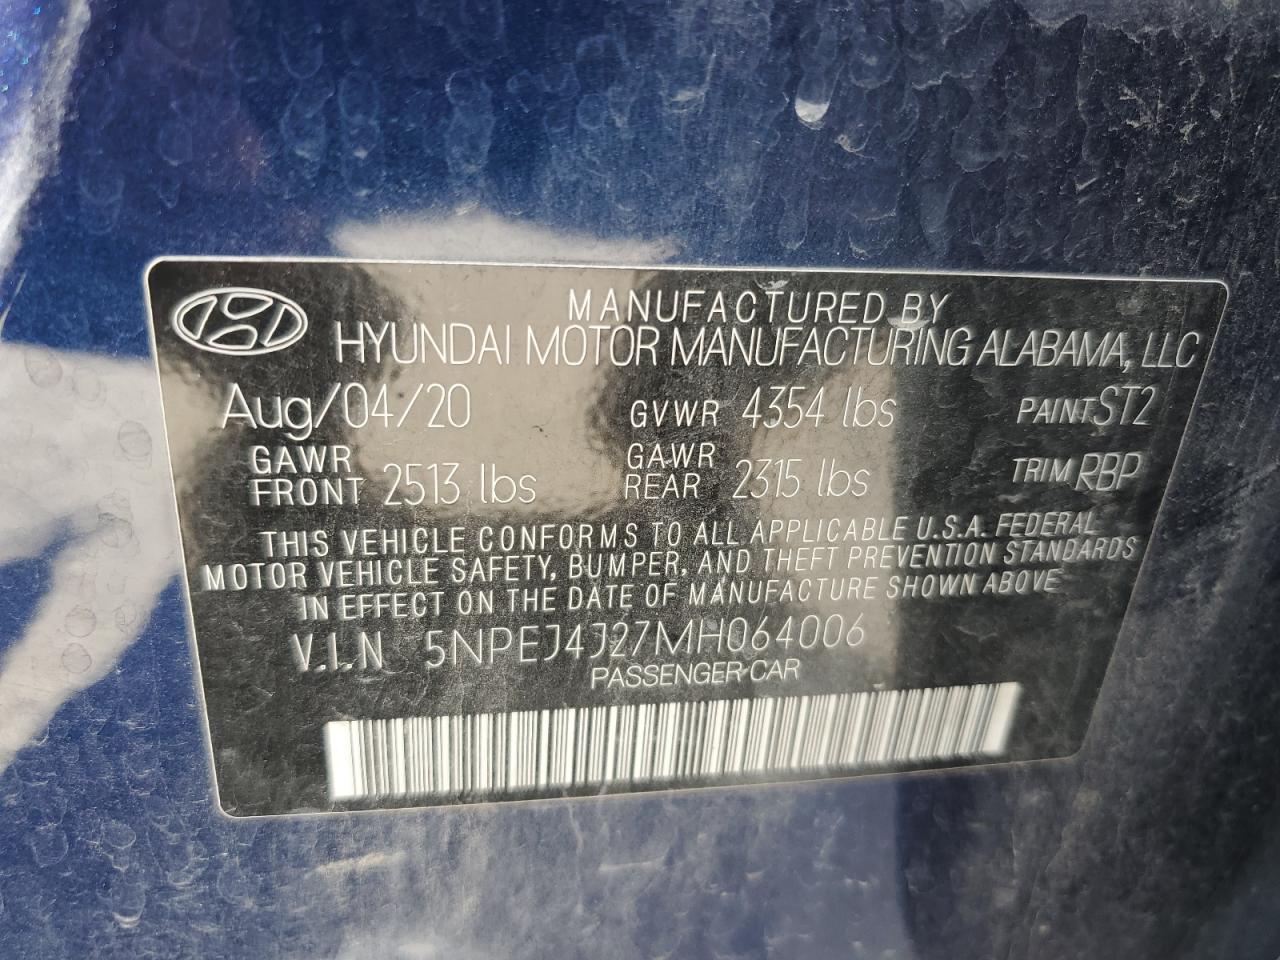 MANUFACTURED BY
HYUNDAI MOTOR MANUFACTURING ALABAMA, LLC
Aug/04/20 GVWR 4354 lbs PAINT ST2
GAWR FRONT 2513 lbs GAWR REAR 2315 lbs TRIM RBP
THIS VEHICLE CONFORMS TO ALL APPLICABLE U.S.A. FEDERAL
MOTOR VEHICLE SAFETY, BUMPER, AND THEFT PREVENTION STANDARDS
IN EFFECT ON THE DATE OF MANUFACTURE SHOWN ABOVE
V.I.N 5NPEJ4J27MH064006
PASSENGER CAR